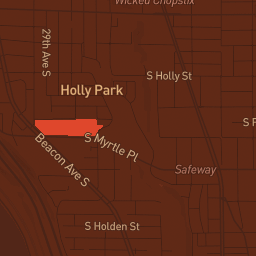 Wicked Chopstix
29th Ave S
S Holly St
Holly Park
S Myrtle Pl
Beacon Ave S
Safeway
S Holden St